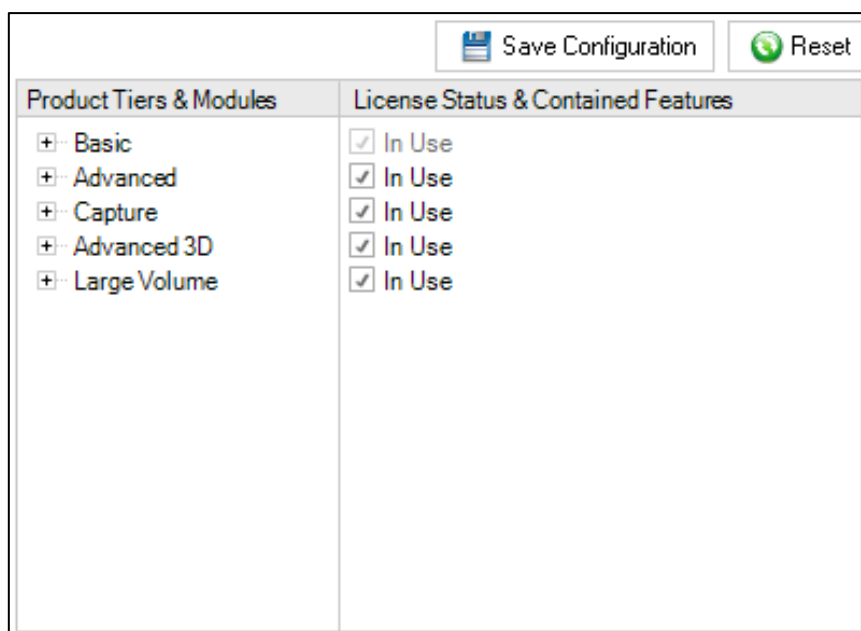 Save Configuration Reset
Product Tiers & Modules License Status & Contained Features
Basic In Use
Advanced In Use
Capture In Use
Advanced 3D In Use
Large Volume In Use